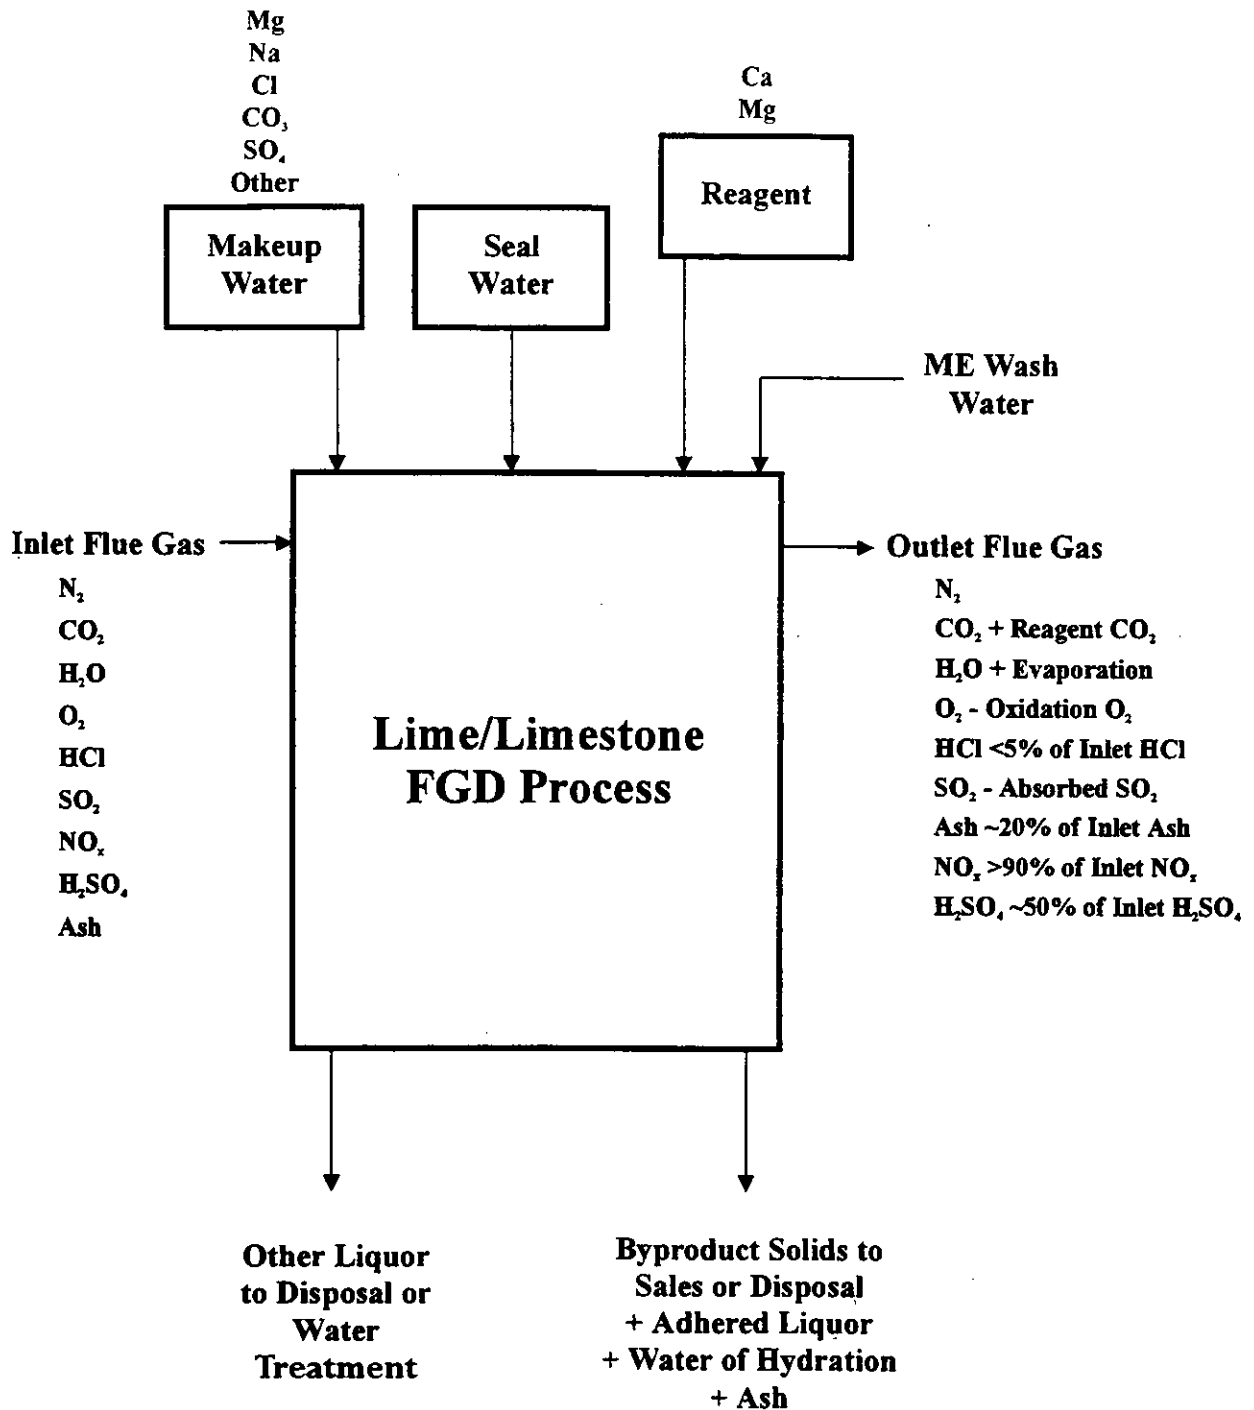 Mg
Na
Cl
CO₃
SO₄
Other
Makeup
Water
Seal
Water
Ca
Mg
Reagent
ME Wash
Water
Inlet Flue Gas
N₂
CO₂
H₂O
O₂
HCl
SO₂
NOₓ
H₂SO₄
Ash
Lime/Limestone
FGD Process
Outlet Flue Gas
N₂
CO₂ + Reagent CO₂
H₂O + Evaporation
O₂ - Oxidation O₂
HCl <5% of Inlet HCl
SO₂ - Absorbed SO₂
Ash ~20% of Inlet Ash
NOₓ >90% of Inlet NOₓ
H₂SO₄ ~50% of Inlet H₂SO₄
Other Liquor
to Disposal or
Water
Treatment
Byproduct Solids to
Sales or Disposal
+ Adhered Liquor
+ Water of Hydration
+ Ash